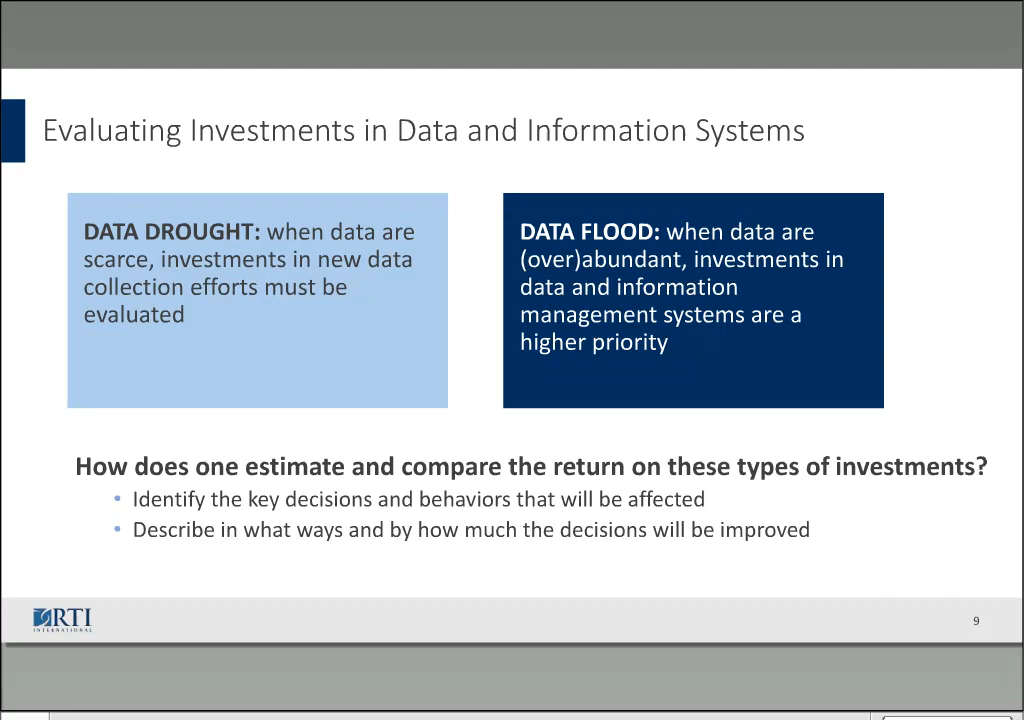 Evaluating Investments in Data and Information Systems
DATA DROUGHT: when data are
scarce, investments in new data
collection efforts must be
evaluated
DATA FLOOD: when data are
(over)abundant, investments in
data and information
management systems are a
higher priority
How does one estimate and compare the return on these types of investments?
• Identify the key decisions and behaviors that will be affected
• Describe in what ways and by how much the decisions will be improved
RTI
INTERNATIONAL
9